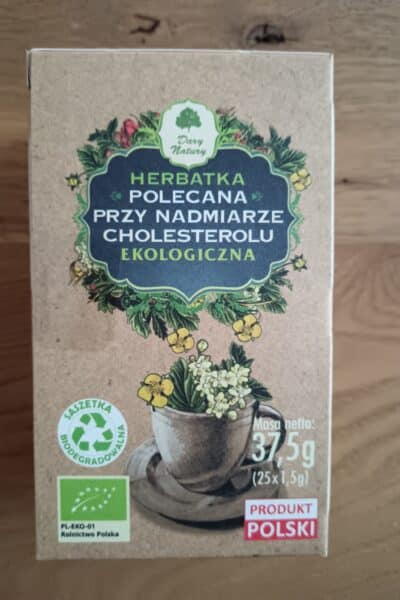 Dary
Natury
HERBATKA
POLECANA
PRZY NADMIARZE
CHOLESTEROLU
EKOLOGICZNA
SASZETKA
BIODEGRADOWALNA
Masa netto:
37,5g
(25x1,5g)
PL-EKO-01
Rolnictwo Polska
PRODUKT
POLSKI